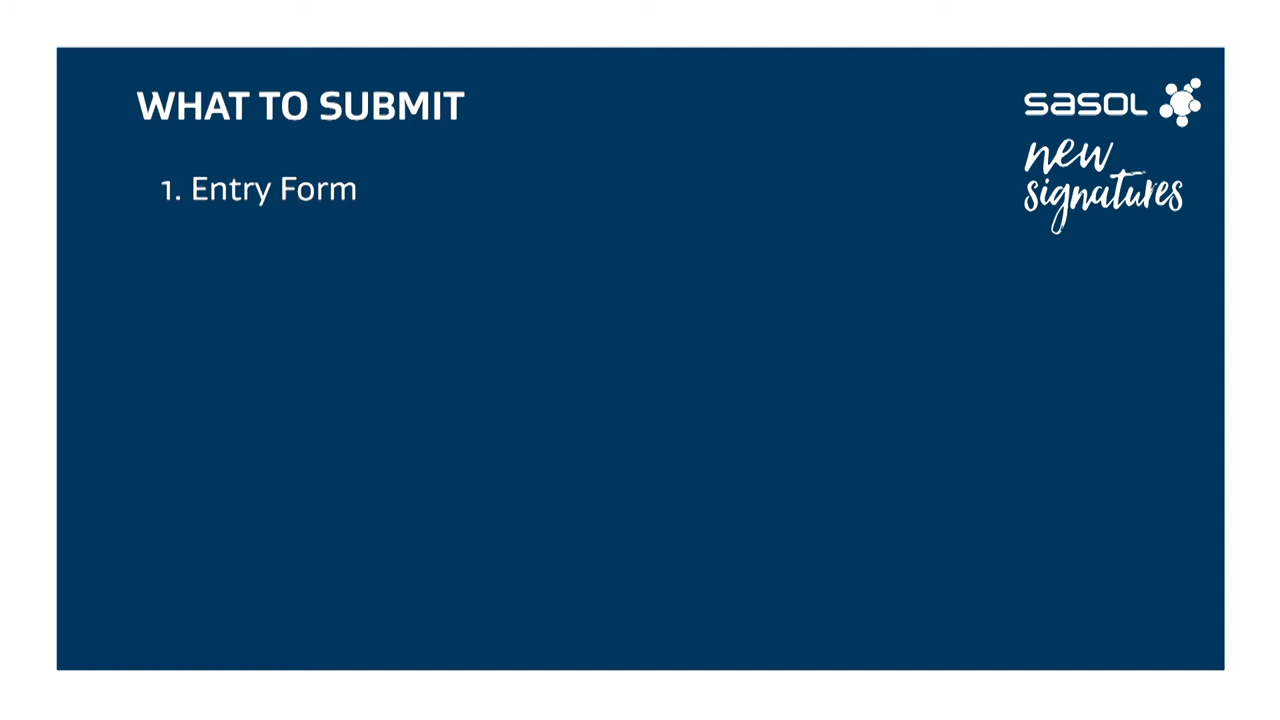 WHAT TO SUBMIT
1. Entry Form
sasol
new
signatures